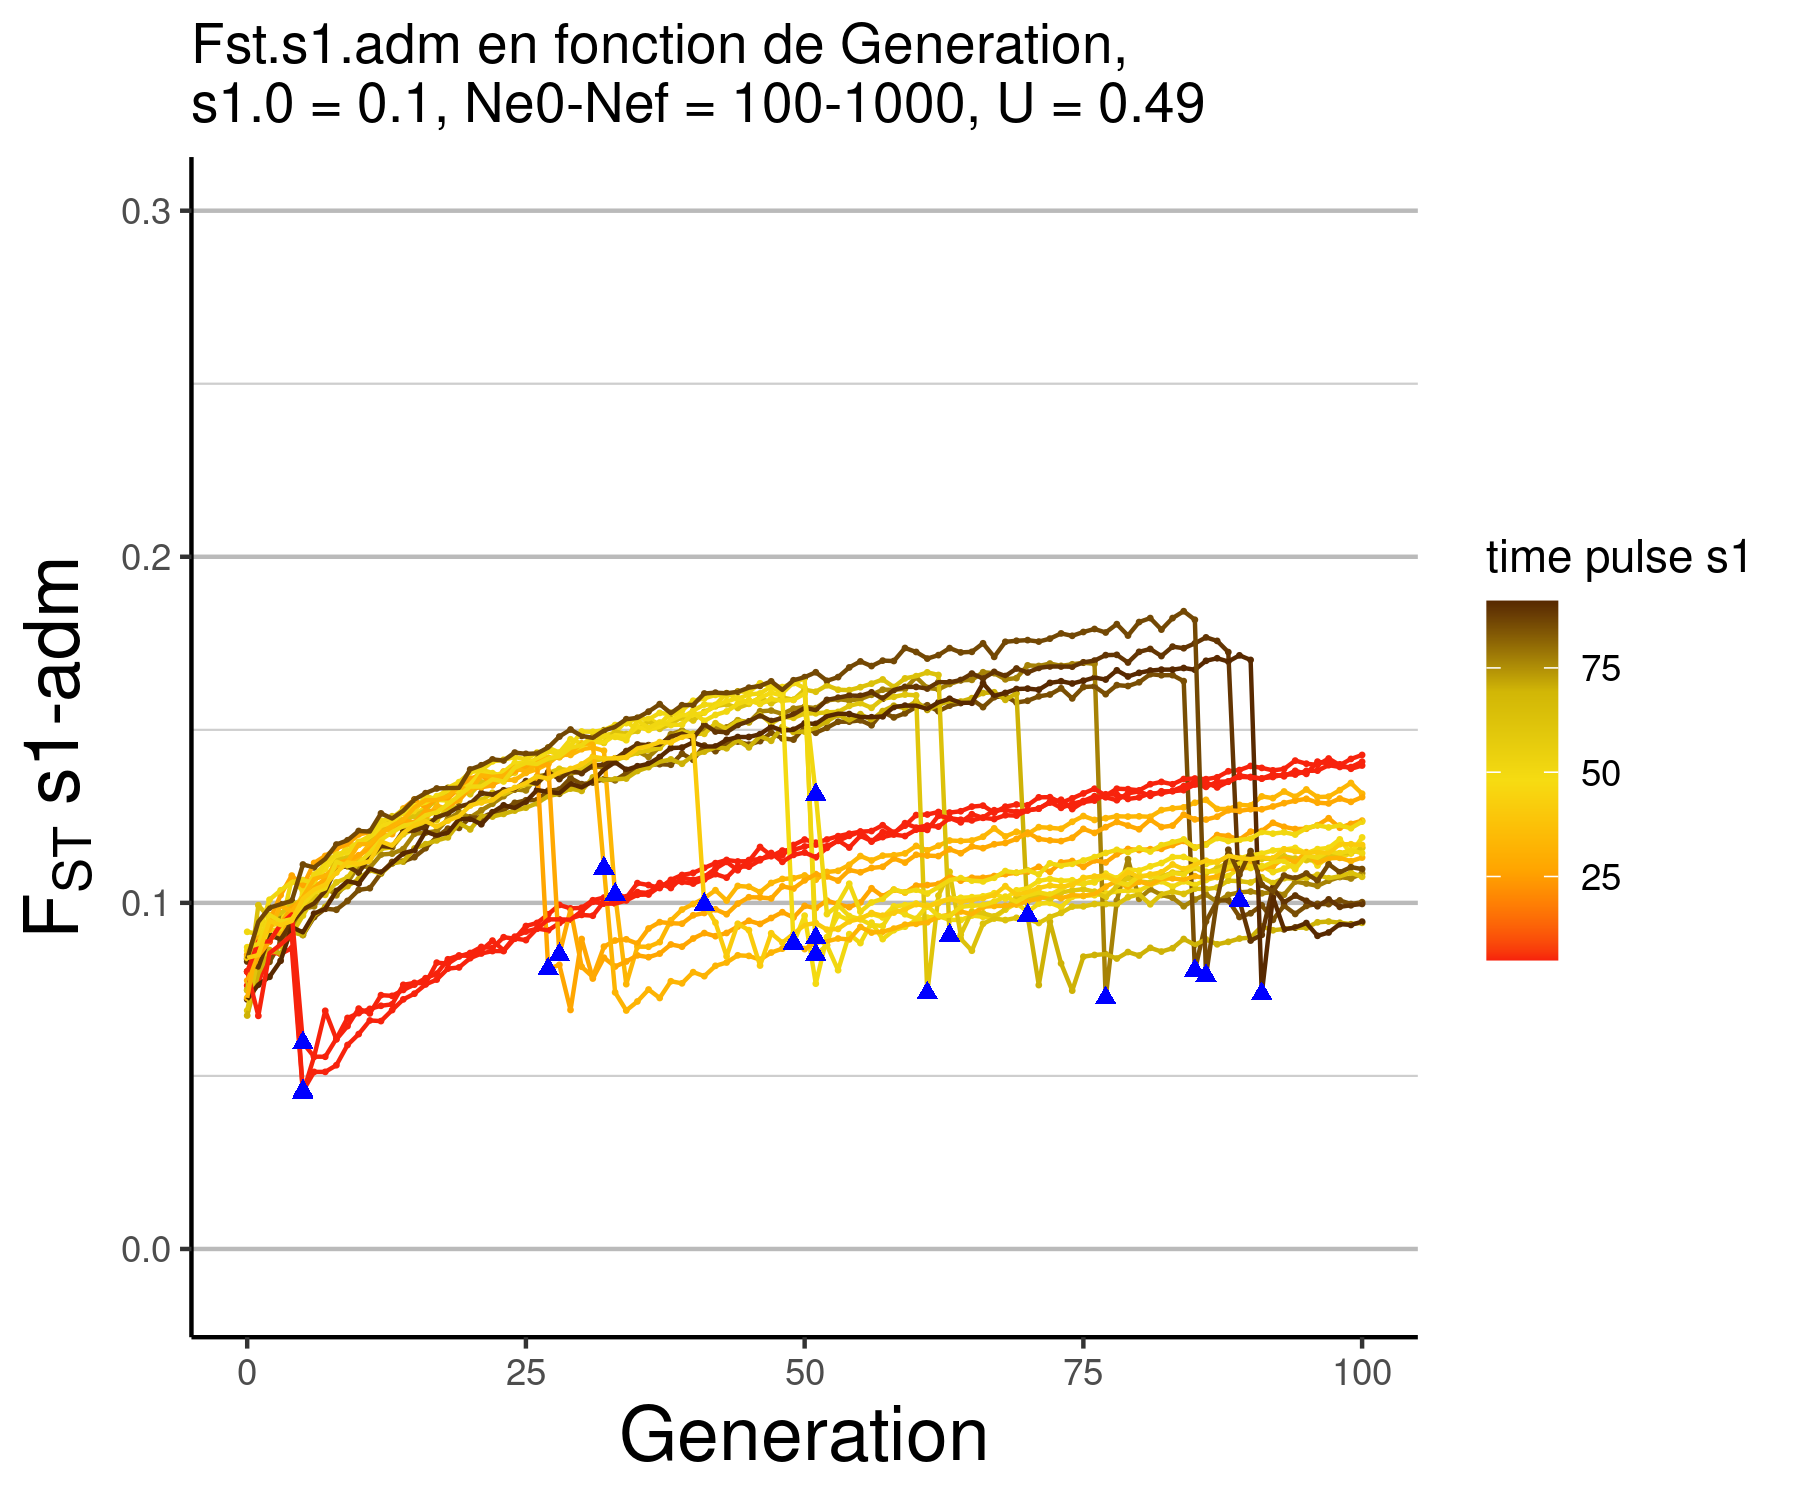 Fst.s1.adm en fonction de Generation,
s1.0 = 0.1, Ne0-Nef = 100-1000, U = 0.49
0.3
0.2
0.1
0.0
FST s1-adm
0 25 50 75 100
Generation
time pulse s1
75
50
25